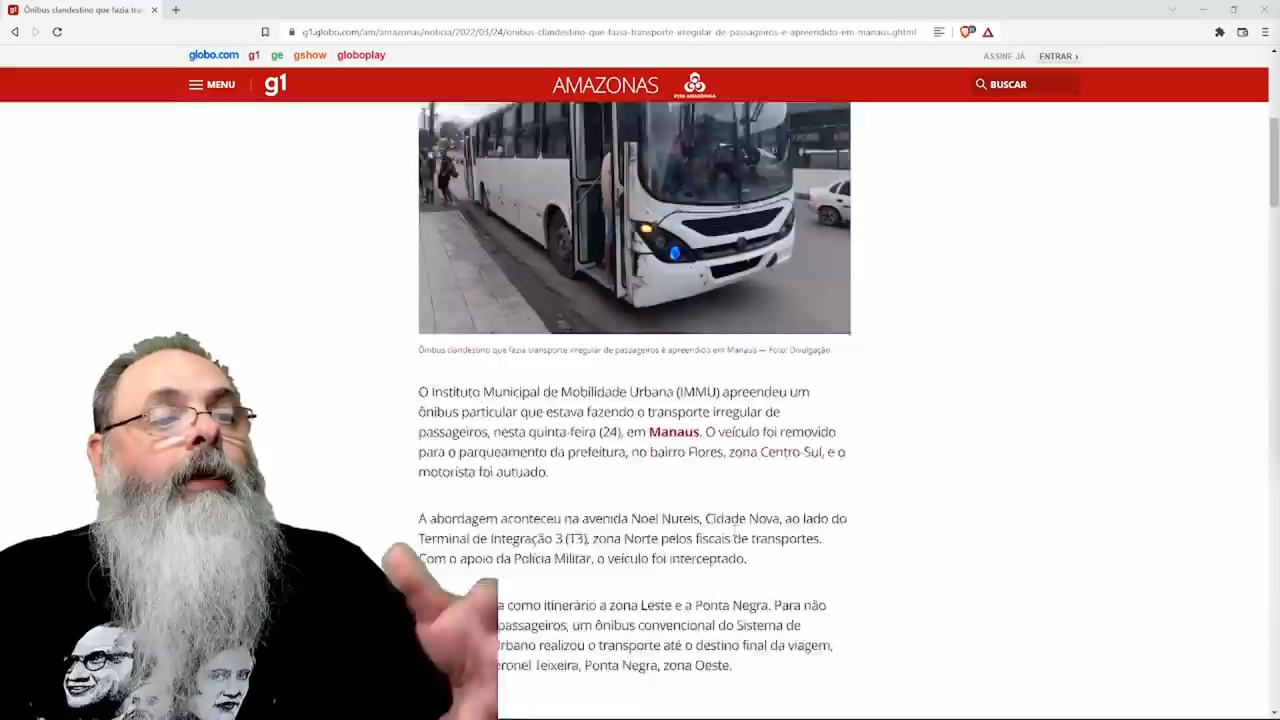 Ônibus clandestino que fazia tran
g1.globo.com/am/amazonas/noticia/2022/03/24/onibus-clandestino-que-fazia-transporte-irregular-de-passageiros-e-apreendido-em-manaus.ghtml
globo.com g1 ge gshow globoplay ASSINE JÁ ENTRAR ›
MENU g1 AMAZONAS REDE AMAZÔNICA BUSCAR
Ônibus clandestino que fazia transporte irregular de passageiros é apreendido em Manaus — Foto: Divulgação
O Instituto Municipal de Mobilidade Urbana (IMMU) apreendeu um
ônibus particular que estava fazendo o transporte irregular de
passageiros, nesta quinta-feira (24), em Manaus. O veículo foi removido
para o parqueamento da prefeitura, no bairro Flores, zona Centro-Sul, e o
motorista foi autuado.
A abordagem aconteceu na avenida Noel Nutels, Cidade Nova, ao lado do
Terminal de Integração 3 (T3), zona Norte pelos fiscais de transportes.
Com o apoio da Polícia Militar, o veículo foi interceptado.
a como itinerário a zona Leste e a Ponta Negra. Para não
passageiros, um ônibus convencional do Sistema de
rbano realizou o transporte até o destino final da viagem,
oronel Teixeira, Ponta Negra, zona Oeste.